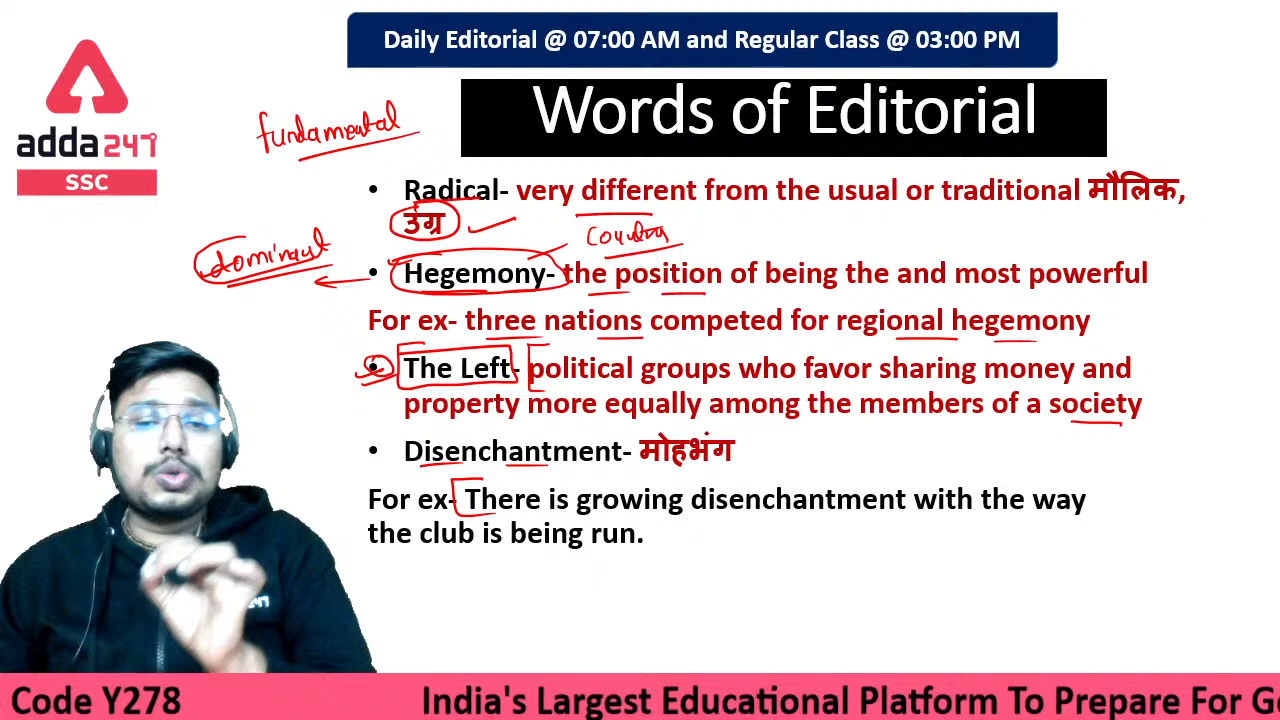 Daily Editorial @ 07:00 AM and Regular Class @ 03:00 PM
Words of Editorial
adda247
SSC
fundamental
• Radical- very different from the usual or traditional मौलिक,
उग्र
country
dominant
• Hegemony- the position of being the and most powerful
For ex- three nations competed for regional hegemony
• The Left- political groups who favor sharing money and
property more equally among the members of a society
• Disenchantment- मोहभंग
For ex- There is growing disenchantment with the way
the club is being run.
247
Code Y278 India's Largest Educational Platform To Prepare For Go